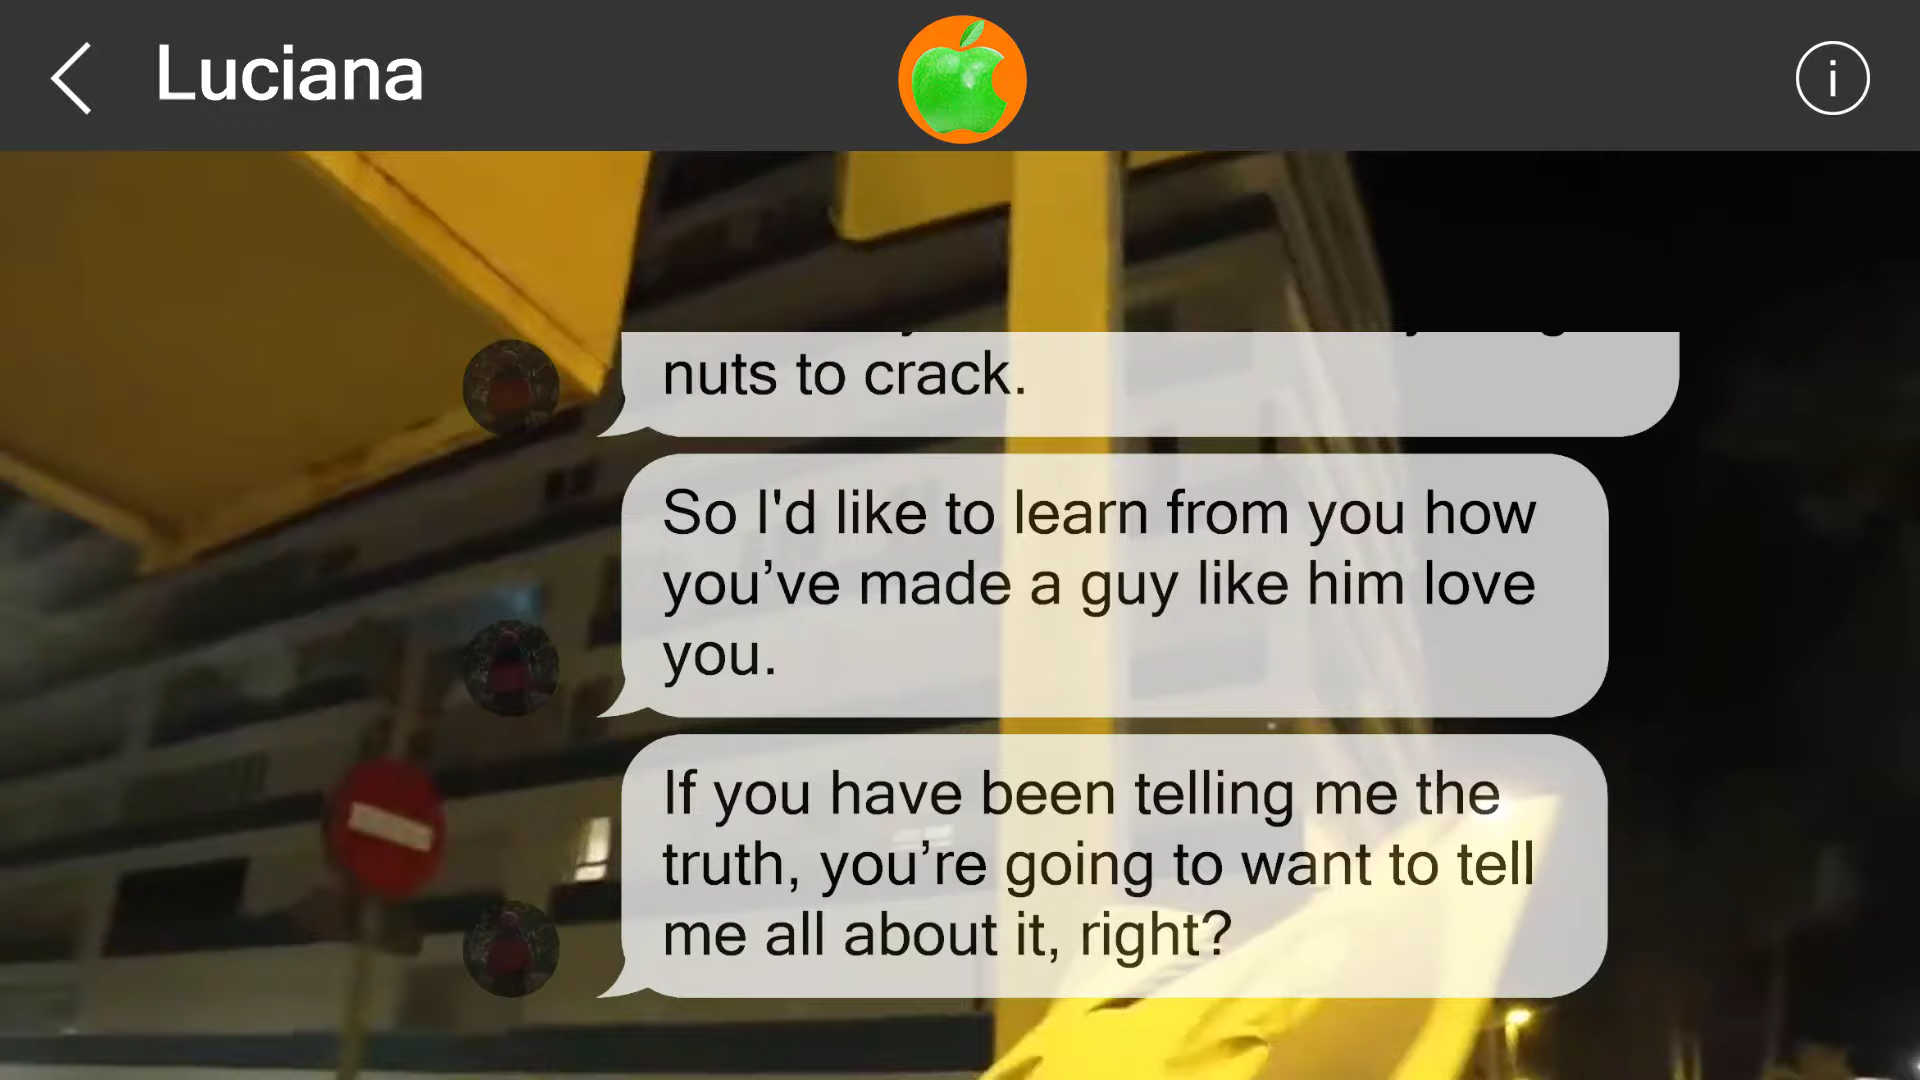 Luciana
i
nuts to crack.
So I'd like to learn from you how
you’ve made a guy like him love
you.
If you have been telling me the
truth, you’re going to want to tell
me all about it, right?